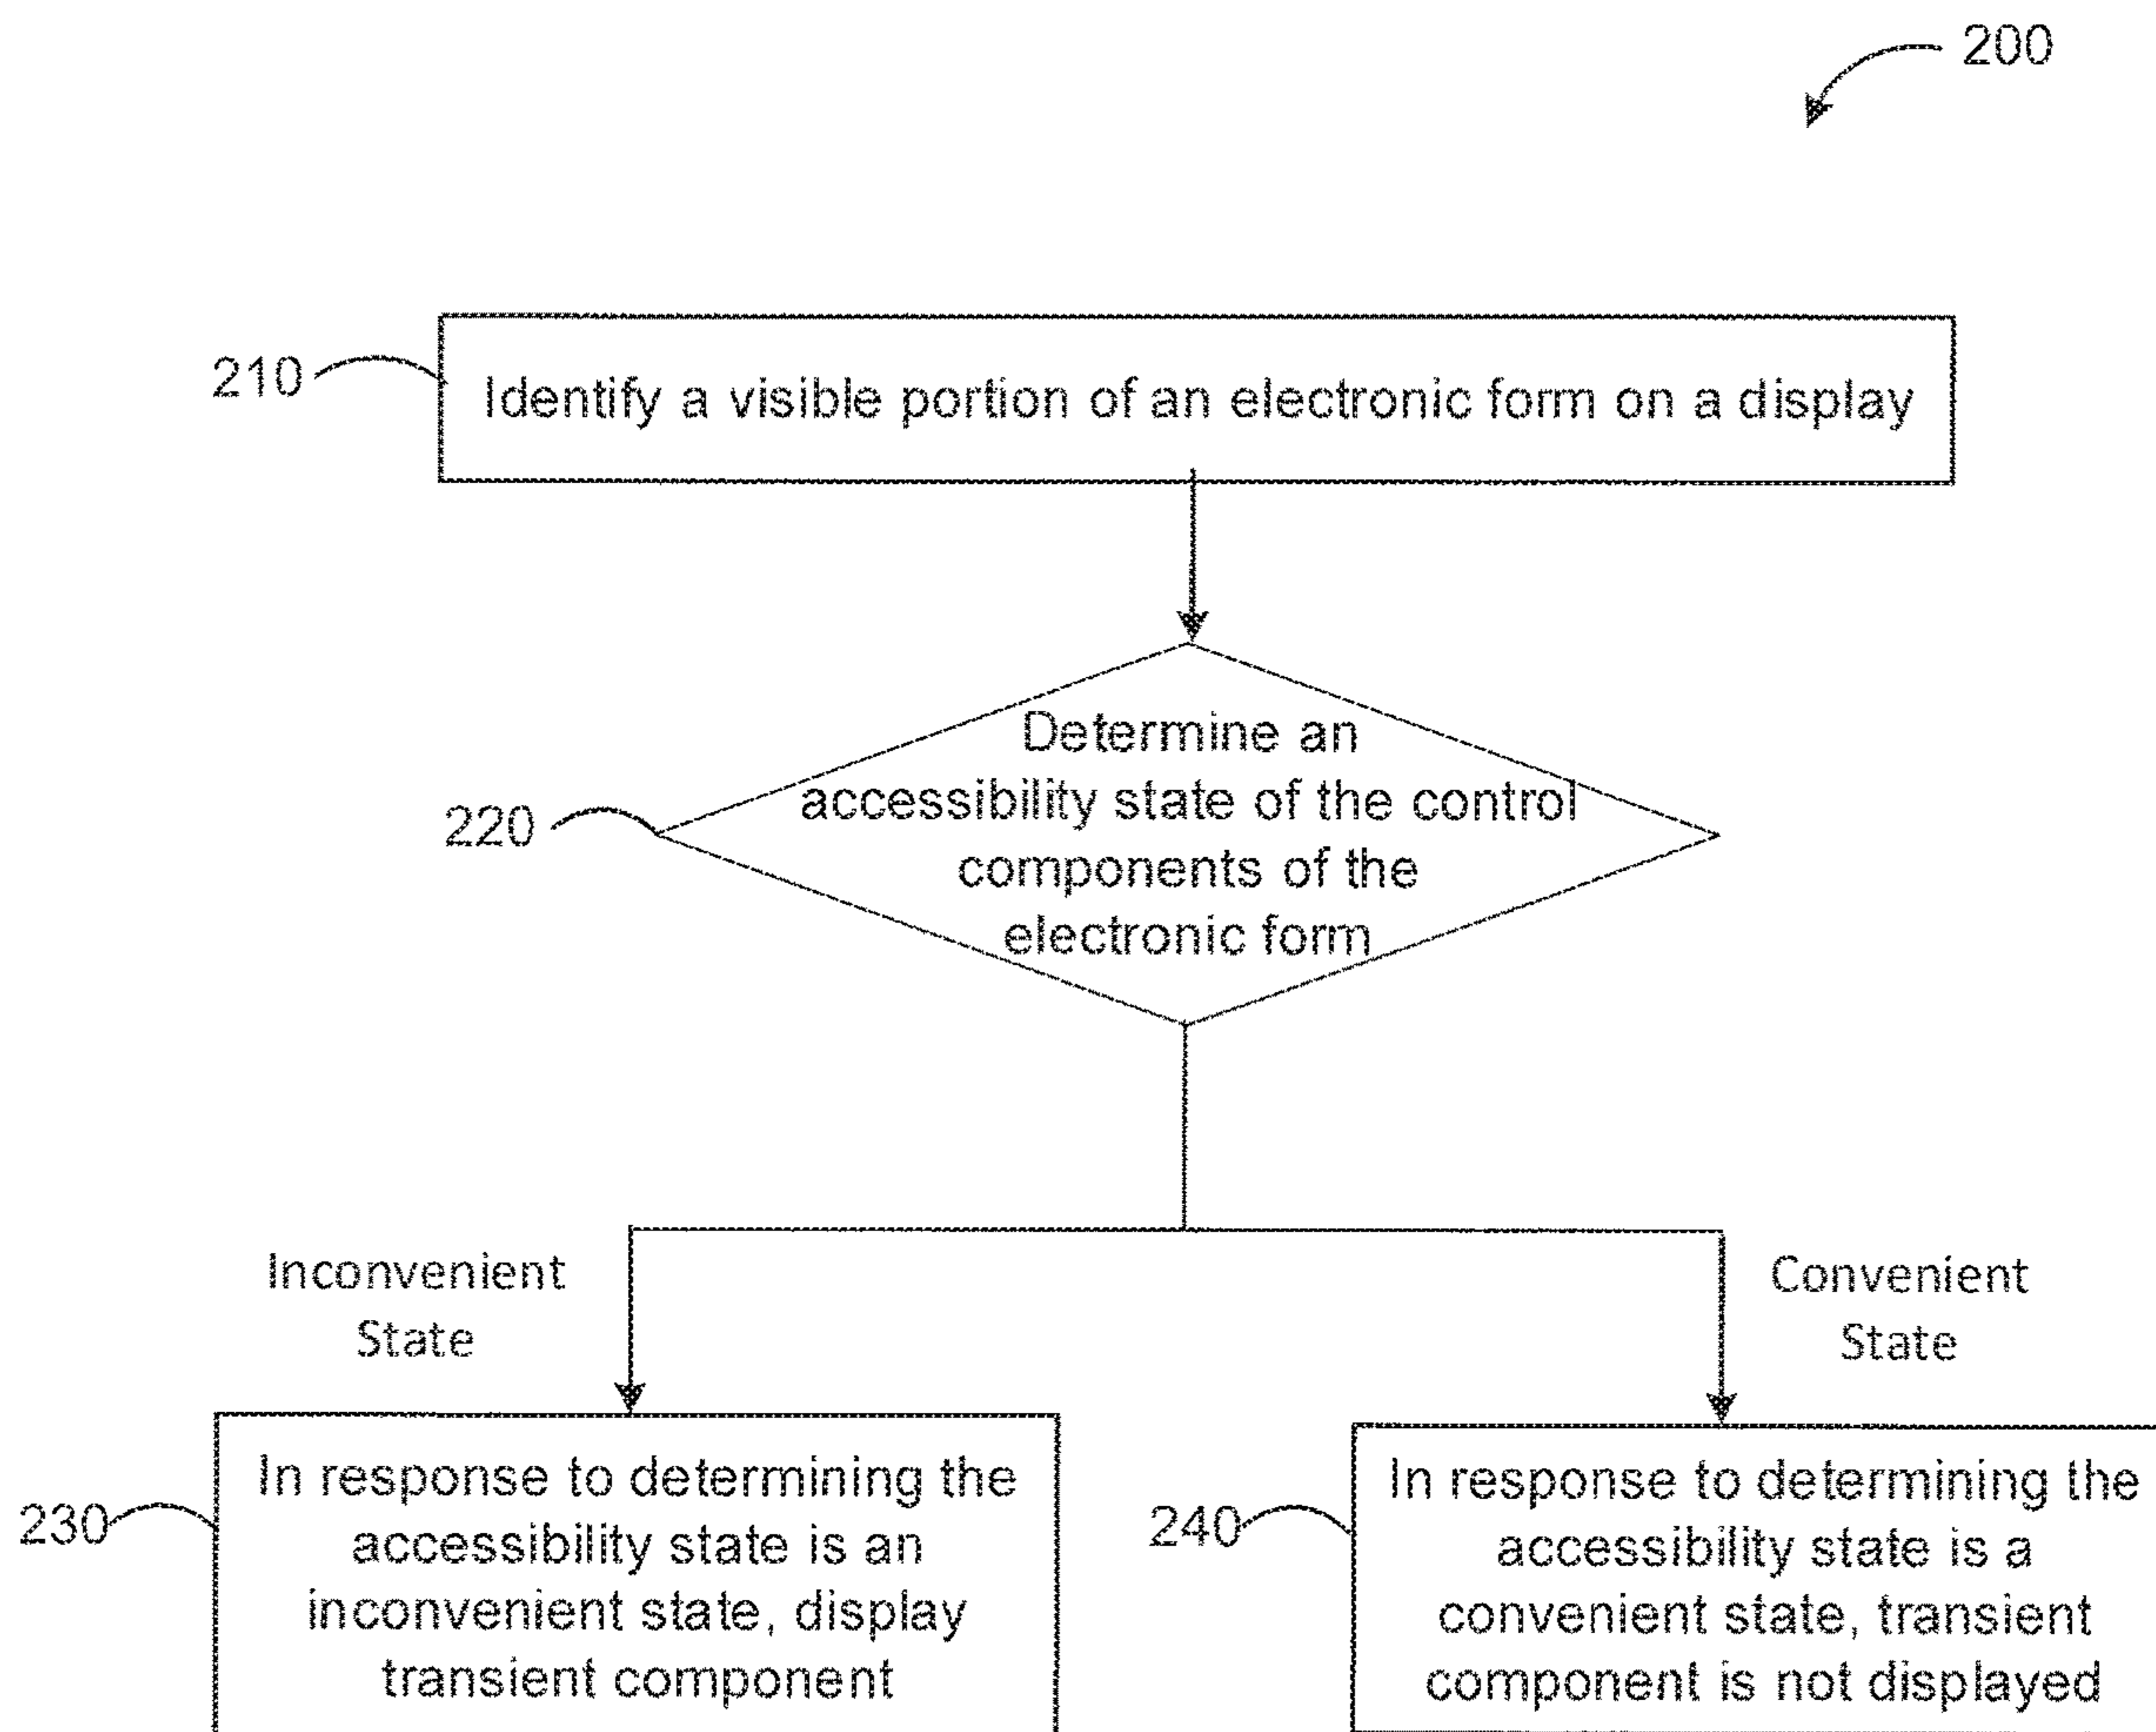 200
210
Identify a visible portion of an electronic form on a display
220
Determine an
accessibility state of the control
components of the
electronic form
Inconvenient
State
Convenient
State
230
In response to determining the
accessibility state is an
inconvenient state, display
transient component
240
In response to determining the
accessibility state is a
convenient state, transient
component is not displayed